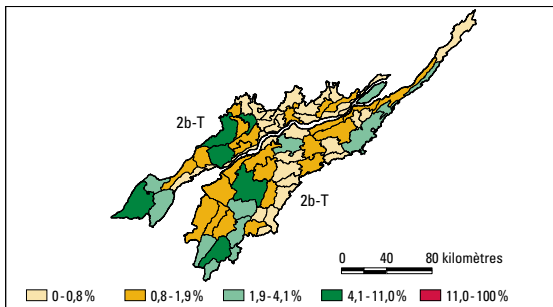 2b-T
2b-T
0 40 80 kilomètres
0 - 0,8 % 0,8 - 1,9 % 1,9 - 4,1 % 4,1 - 11,0 % 11,0 - 100 %